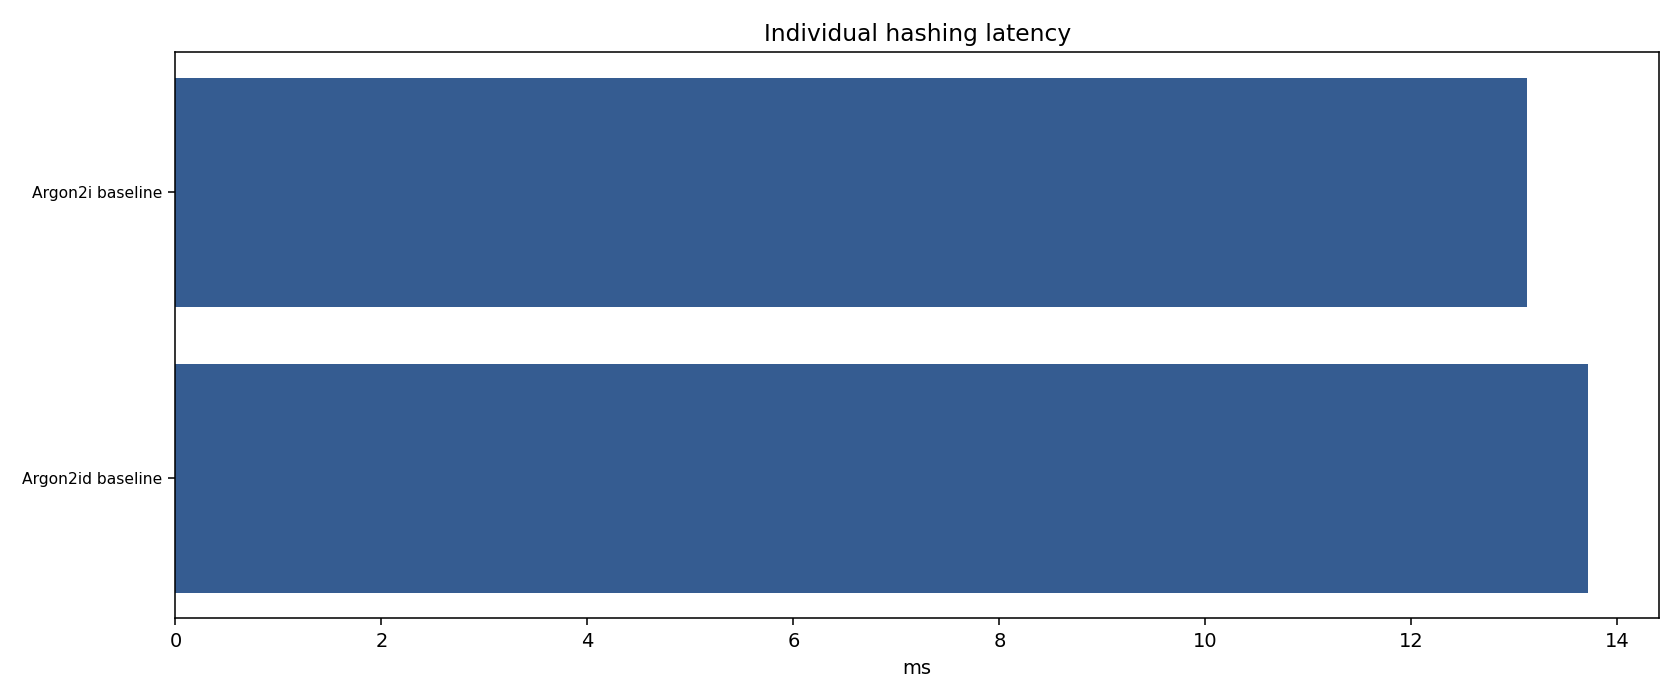 Individual hashing latency
Argon2i baseline
Argon2id baseline
0 2 4 6 8 10 12 14
ms